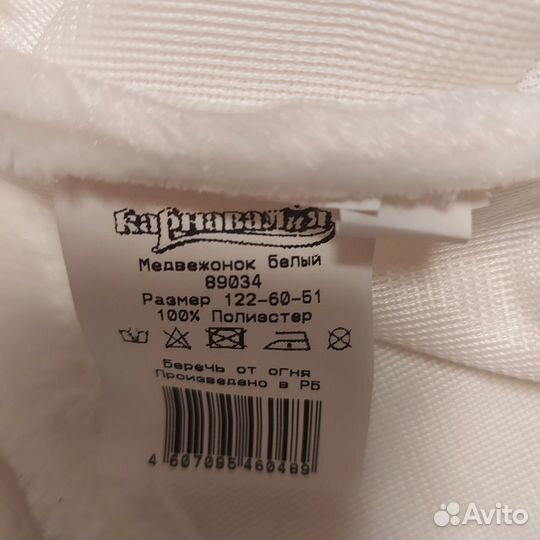 Карнавалия
Медвежонок белый
89034
Размер 122-60-51
100% Полиэстер
Беречь от огня
Произведено в РБ
4 607095 460489
Avito